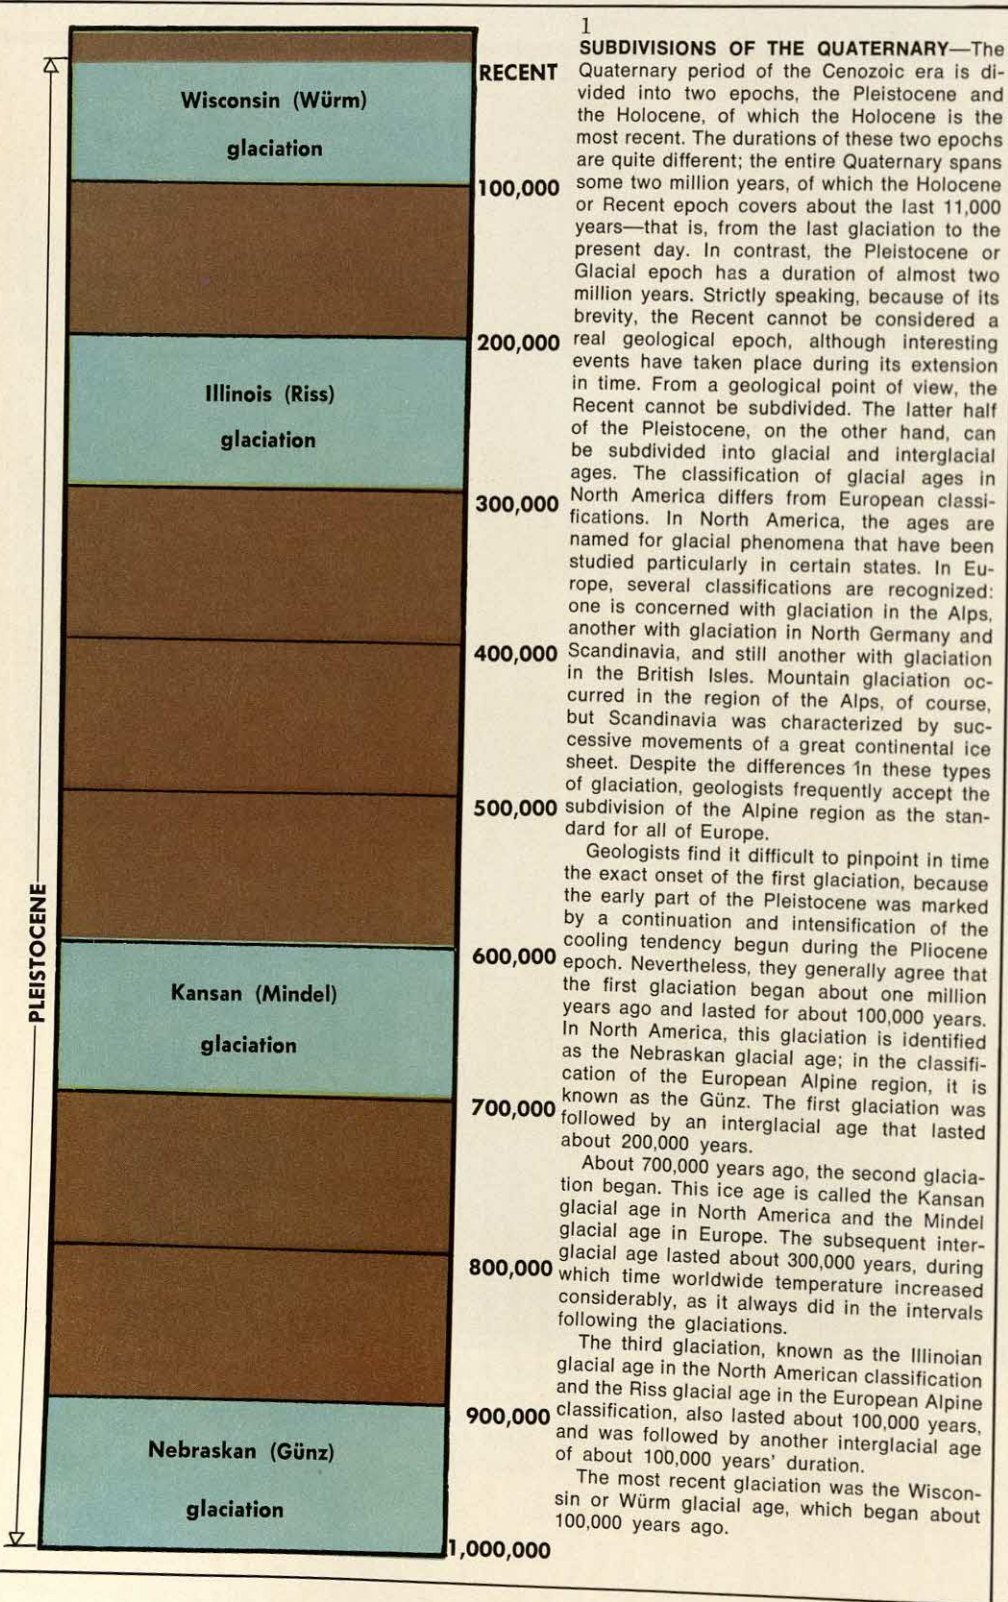 RECENT
Wisconsin (Würm)
glaciation
100,000
200,000
Illinois (Riss)
glaciation
300,000
400,000
500,000
600,000
Kansan (Mindel)
glaciation
700,000
800,000
900,000
Nebraskan (Günz)
glaciation
1,000,000
PLEISTOCENE
1
SUBDIVISIONS OF THE QUATERNARY—The
Quaternary period of the Cenozoic era is di-
vided into two epochs, the Pleistocene and
the Holocene, of which the Holocene is the
most recent. The durations of these two epochs
are quite different; the entire Quaternary spans
some two million years, of which the Holocene
or Recent epoch covers about the last 11,000
years—that is, from the last glaciation to the
present day. In contrast, the Pleistocene or
Glacial epoch has a duration of almost two
million years. Strictly speaking, because of its
brevity, the Recent cannot be considered a
real geological epoch, although interesting
events have taken place during its extension
in time. From a geological point of view, the
Recent cannot be subdivided. The latter half
of the Pleistocene, on the other hand, can
be subdivided into glacial and interglacial
ages. The classification of glacial ages in
North America differs from European classi-
fications. In North America, the ages are
named for glacial phenomena that have been
studied particularly in certain states. In Eu-
rope, several classifications are recognized:
one is concerned with glaciation in the Alps,
another with glaciation in North Germany and
Scandinavia, and still another with glaciation
in the British Isles. Mountain glaciation oc-
curred in the region of the Alps, of course,
but Scandinavia was characterized by suc-
cessive movements of a great continental ice
sheet. Despite the differences in these types
of glaciation, geologists frequently accept the
subdivision of the Alpine region as the stan-
dard for all of Europe.
Geologists find it difficult to pinpoint in time
the exact onset of the first glaciation, because
the early part of the Pleistocene was marked
by a continuation and intensification of the
cooling tendency begun during the Pliocene
epoch. Nevertheless, they generally agree that
the first glaciation began about one million
years ago and lasted for about 100,000 years.
In North America, this glaciation is identified
as the Nebraskan glacial age; in the classifi-
cation of the European Alpine region, it is
known as the Günz. The first glaciation was
followed by an interglacial age that lasted
about 200,000 years.
About 700,000 years ago, the second glacia-
tion began. This ice age is called the Kansan
glacial age in North America and the Mindel
glacial age in Europe. The subsequent inter-
glacial age lasted about 300,000 years, during
which time worldwide temperature increased
considerably, as it always did in the intervals
following the glaciations.
The third glaciation, known as the Illinoian
glacial age in the North American classification
and the Riss glacial age in the European Alpine
classification, also lasted about 100,000 years,
and was followed by another interglacial age
of about 100,000 years' duration.
The most recent glaciation was the Wiscon-
sin or Würm glacial age, which began about
100,000 years ago.